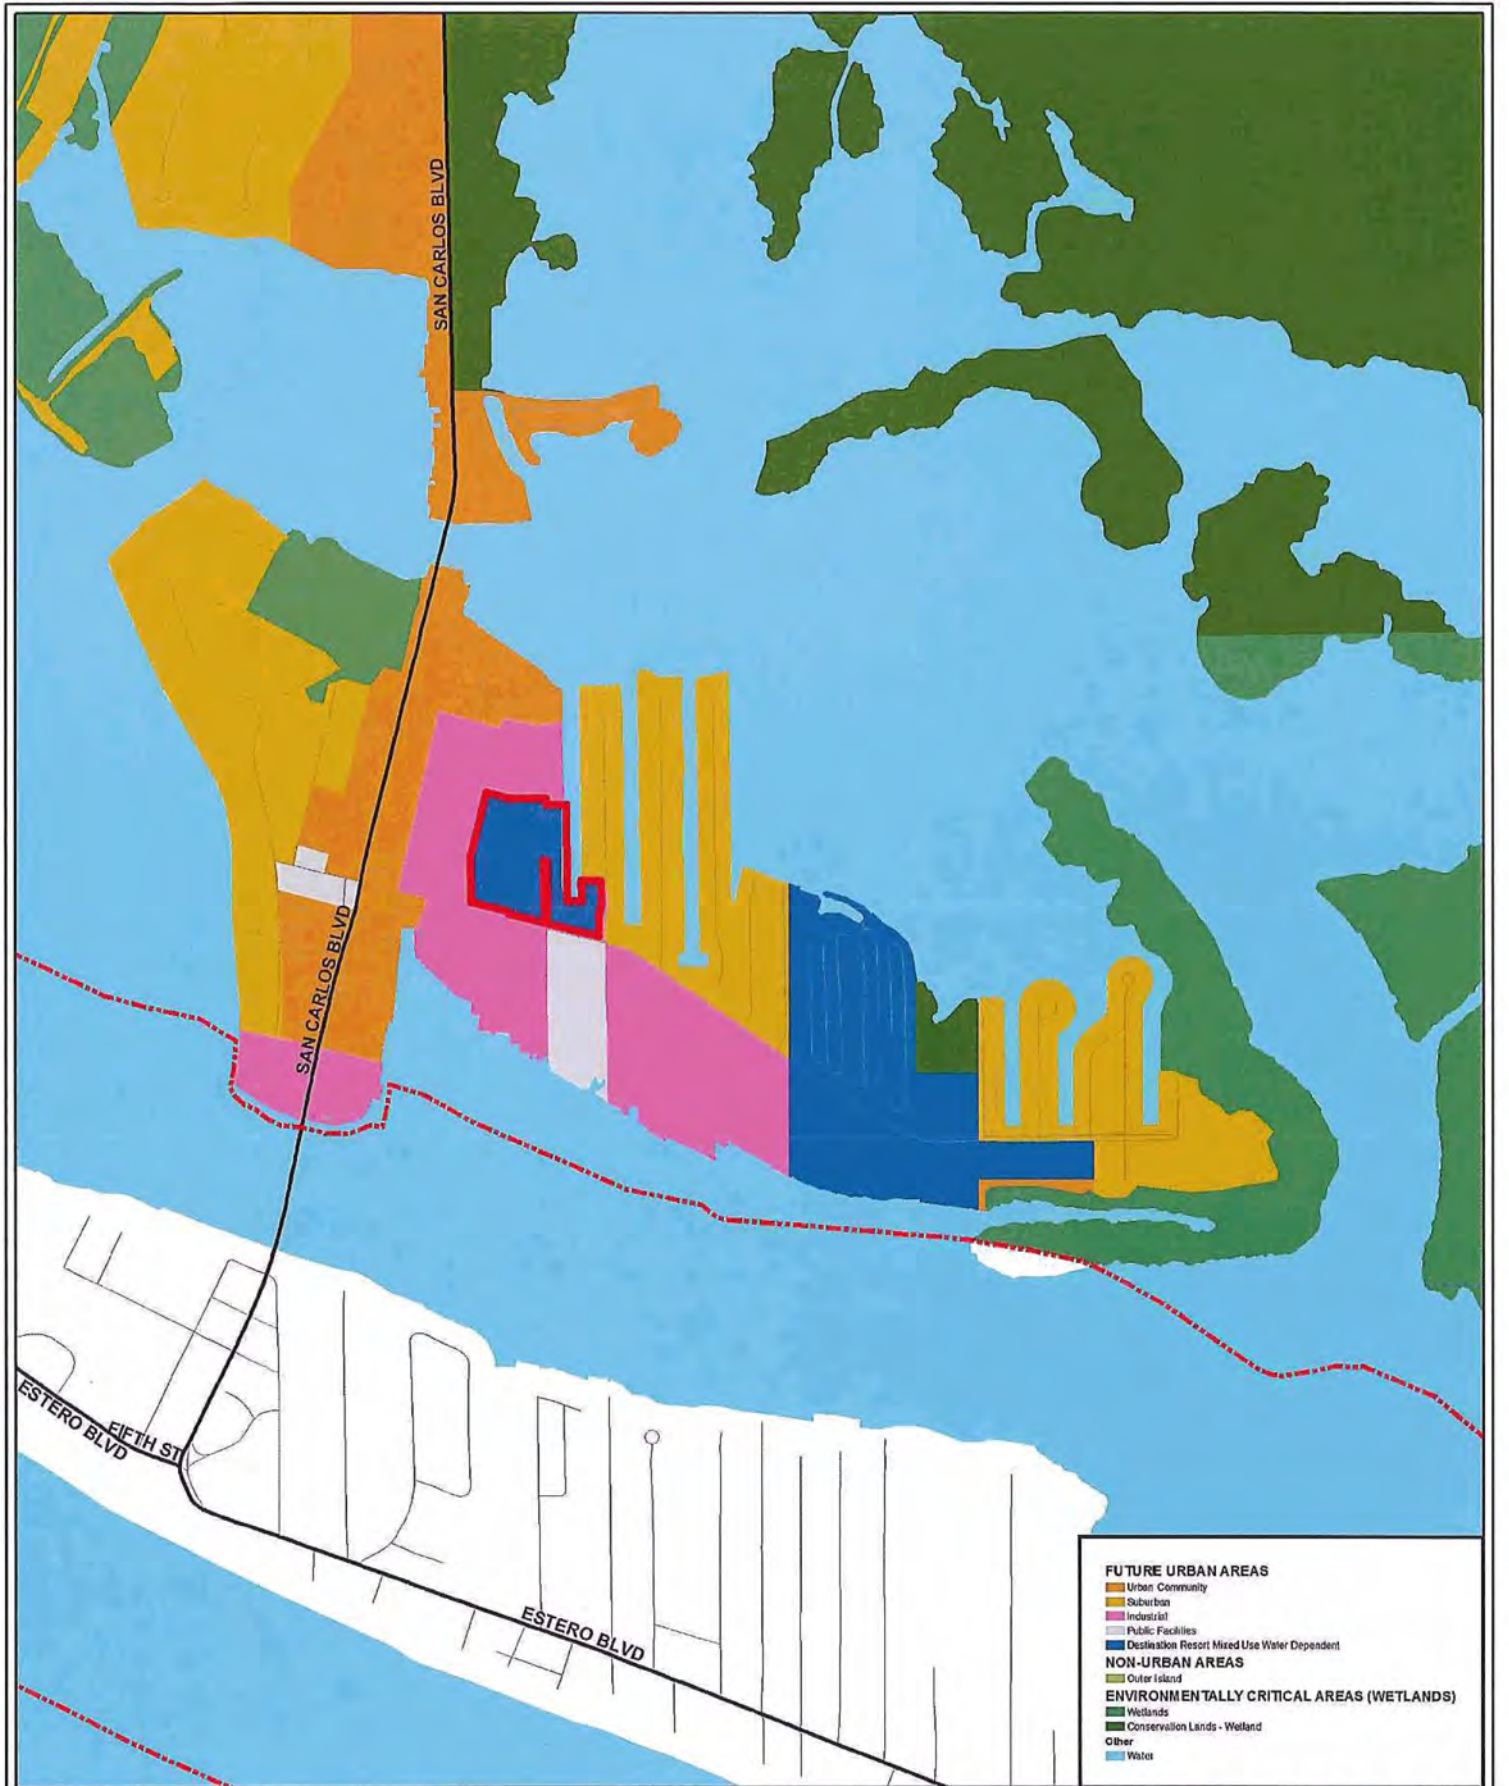 SAN CARLOS BLVD
SAN CARLOS BLVD
ESTERO BLVD
FIFTH ST
ESTERO BLVD
FUTURE URBAN AREAS
Urban Community
Suburban
Industrial
Public Facilities
Destination Resort Mixed Use Water Dependent
NON-URBAN AREAS
Outer Island
ENVIRONMENTALLY CRITICAL AREAS (WETLANDS)
Wetlands
Conservation Lands - Wetland
Other
Water